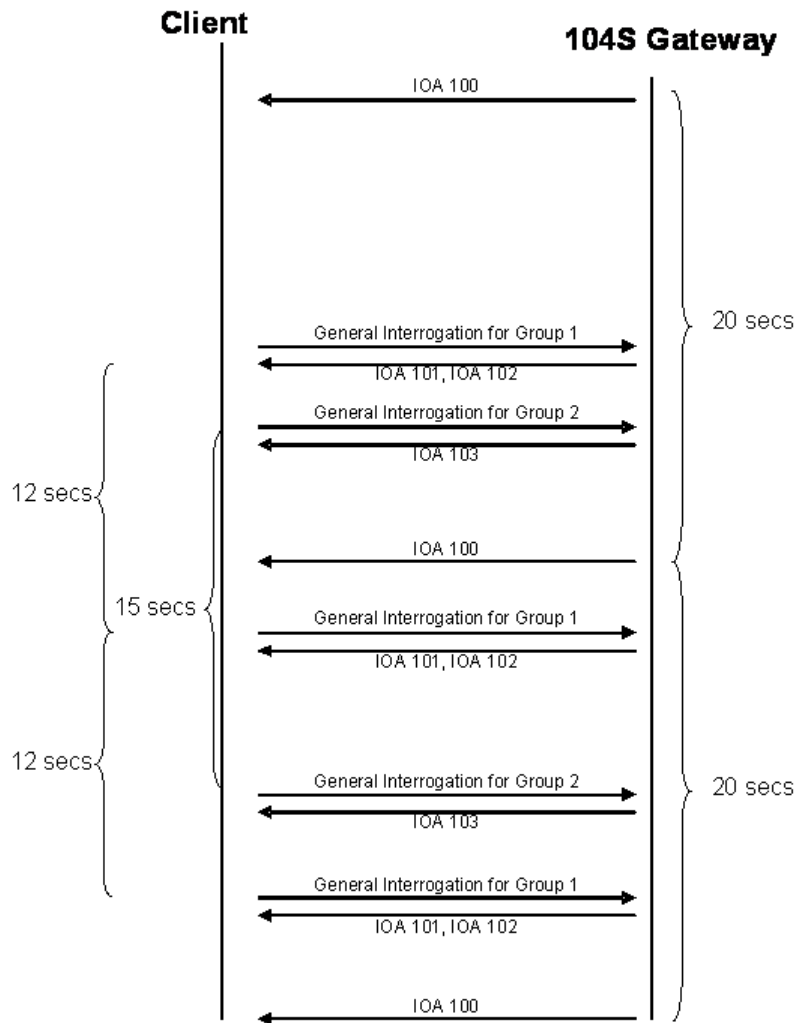 Client
104S Gateway
IOA 100
20 secs
General Interrogation for Group 1
IOA 101, IOA 102
General Interrogation for Group 2
IOA 103
12 secs
IOA 100
15 secs
General Interrogation for Group 1
IOA 101, IOA 102
12 secs
General Interrogation for Group 2
20 secs
IOA 103
General Interrogation for Group 1
IOA 101, IOA 102
IOA 100